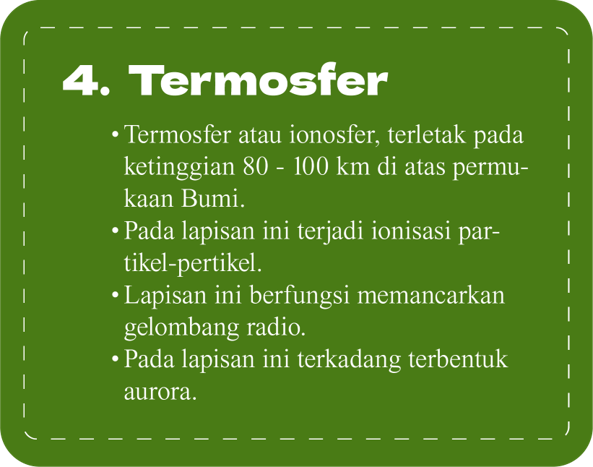 4. Termosfer
• Termosfer atau ionosfer, terletak pada
ketinggian 80 - 100 km di atas permu-
kaan Bumi.
• Pada lapisan ini terjadi ionisasi par-
tikel-pertikel.
• Lapisan ini berfungsi memancarkan
gelombang radio.
• Pada lapisan ini terkadang terbentuk
aurora.